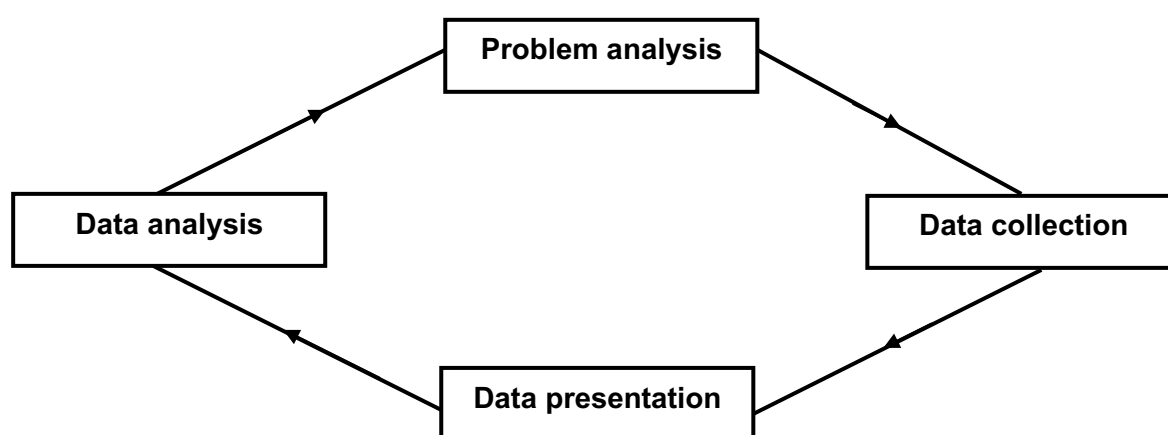 Problem analysis
Data analysis
Data collection
Data presentation